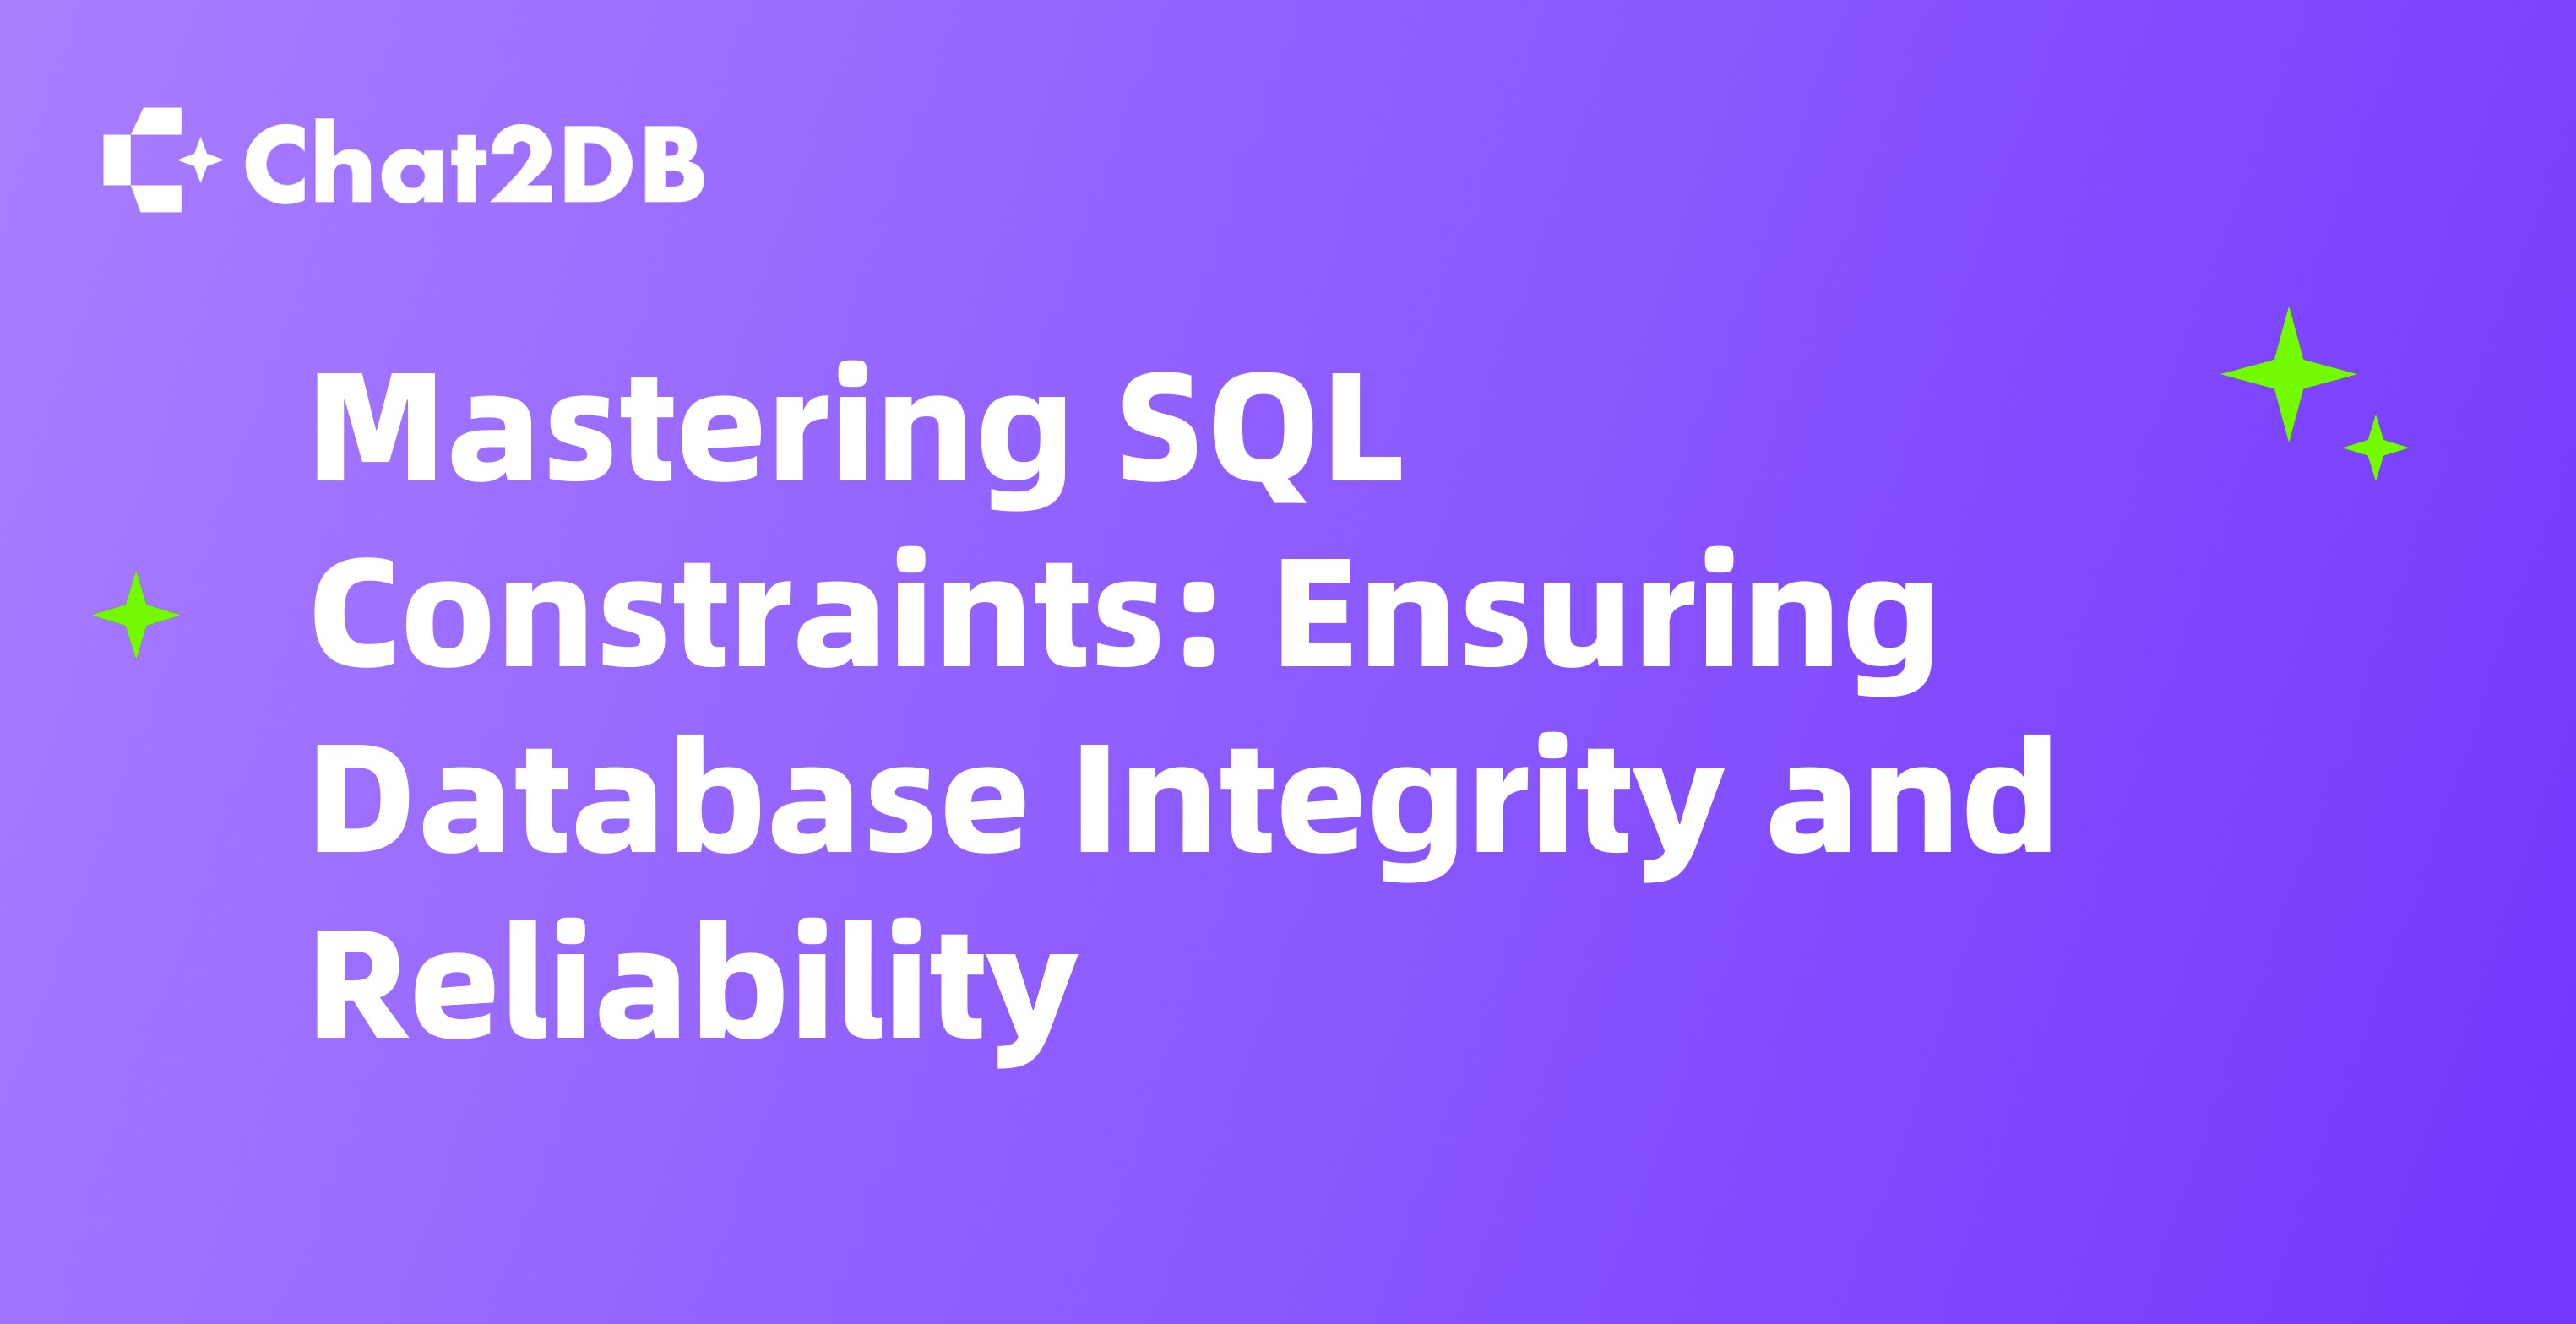 Chat2DB
Mastering SQL
Constraints: Ensuring
Database Integrity and
Reliability